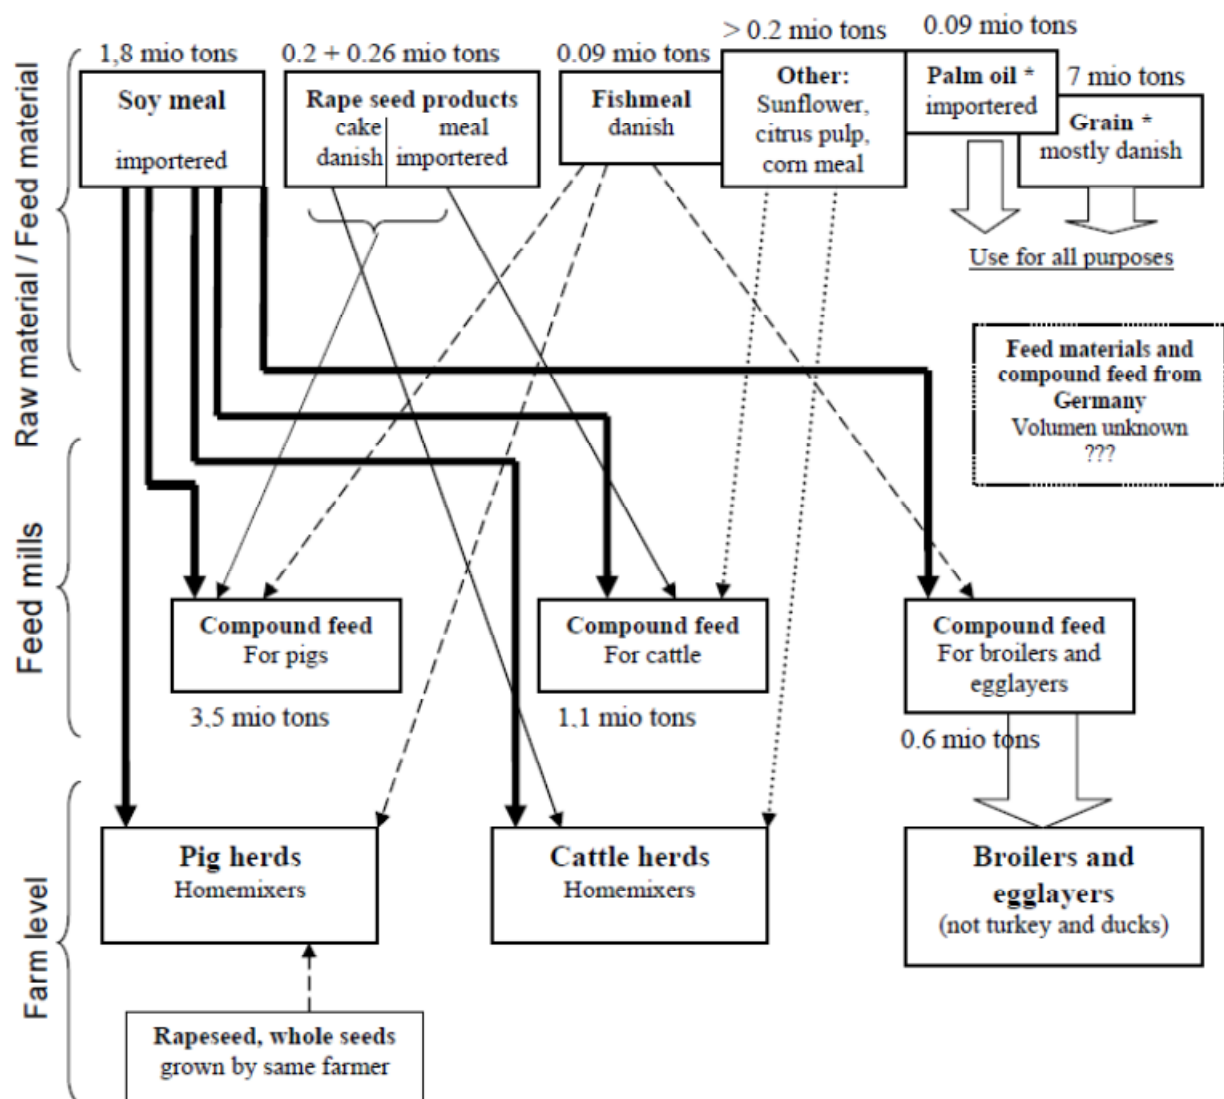 1,8 mio tons
0.2 + 0.26 mio tons
0.09 mio tons
> 0.2 mio tons
0.09 mio tons
7 mio tons
Raw material / Feed material
Soy meal
importered
Rape seed products
cake meal
danish importered
Fishmeal
danish
Other:
Sunflower,
citrus pulp,
corn meal
Palm oil *
importered
Grain *
mostly danish
Use for all purposes
Feed materials and
compound feed from
Germany
Volumen unknown
???
Feed mills
Compound feed
For pigs
3,5 mio tons
Compound feed
For cattle
1,1 mio tons
Compound feed
For broilers and
egglayers
0.6 mio tons
Farm level
Pig herds
Homemixers
Cattle herds
Homemixers
Broilers and
egglayers
(not turkey and ducks)
Rapeseed, whole seeds
grown by same farmer